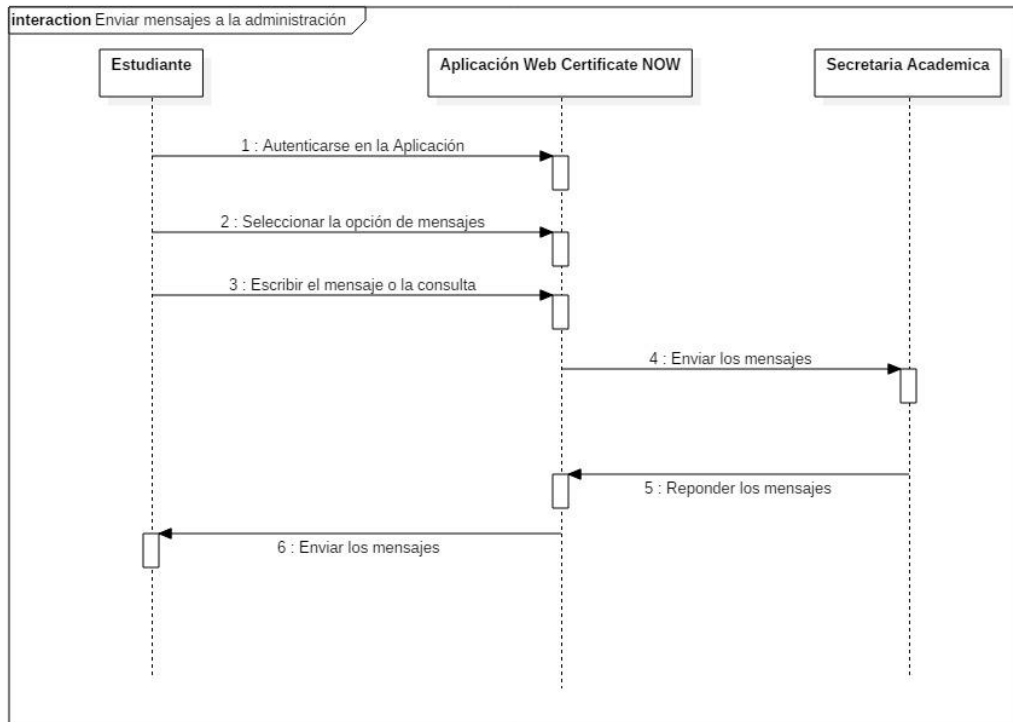 interaction Enviar mensajes a la administración
Estudiante
Aplicación Web Certificate NOW
Secretaria Academica
1 : Autenticarse en la Aplicación
2 : Seleccionar la opción de mensajes
3 : Escribir el mensaje o la consulta
4 : Enviar los mensajes
5 : Reponder los mensajes
6 : Enviar los mensajes